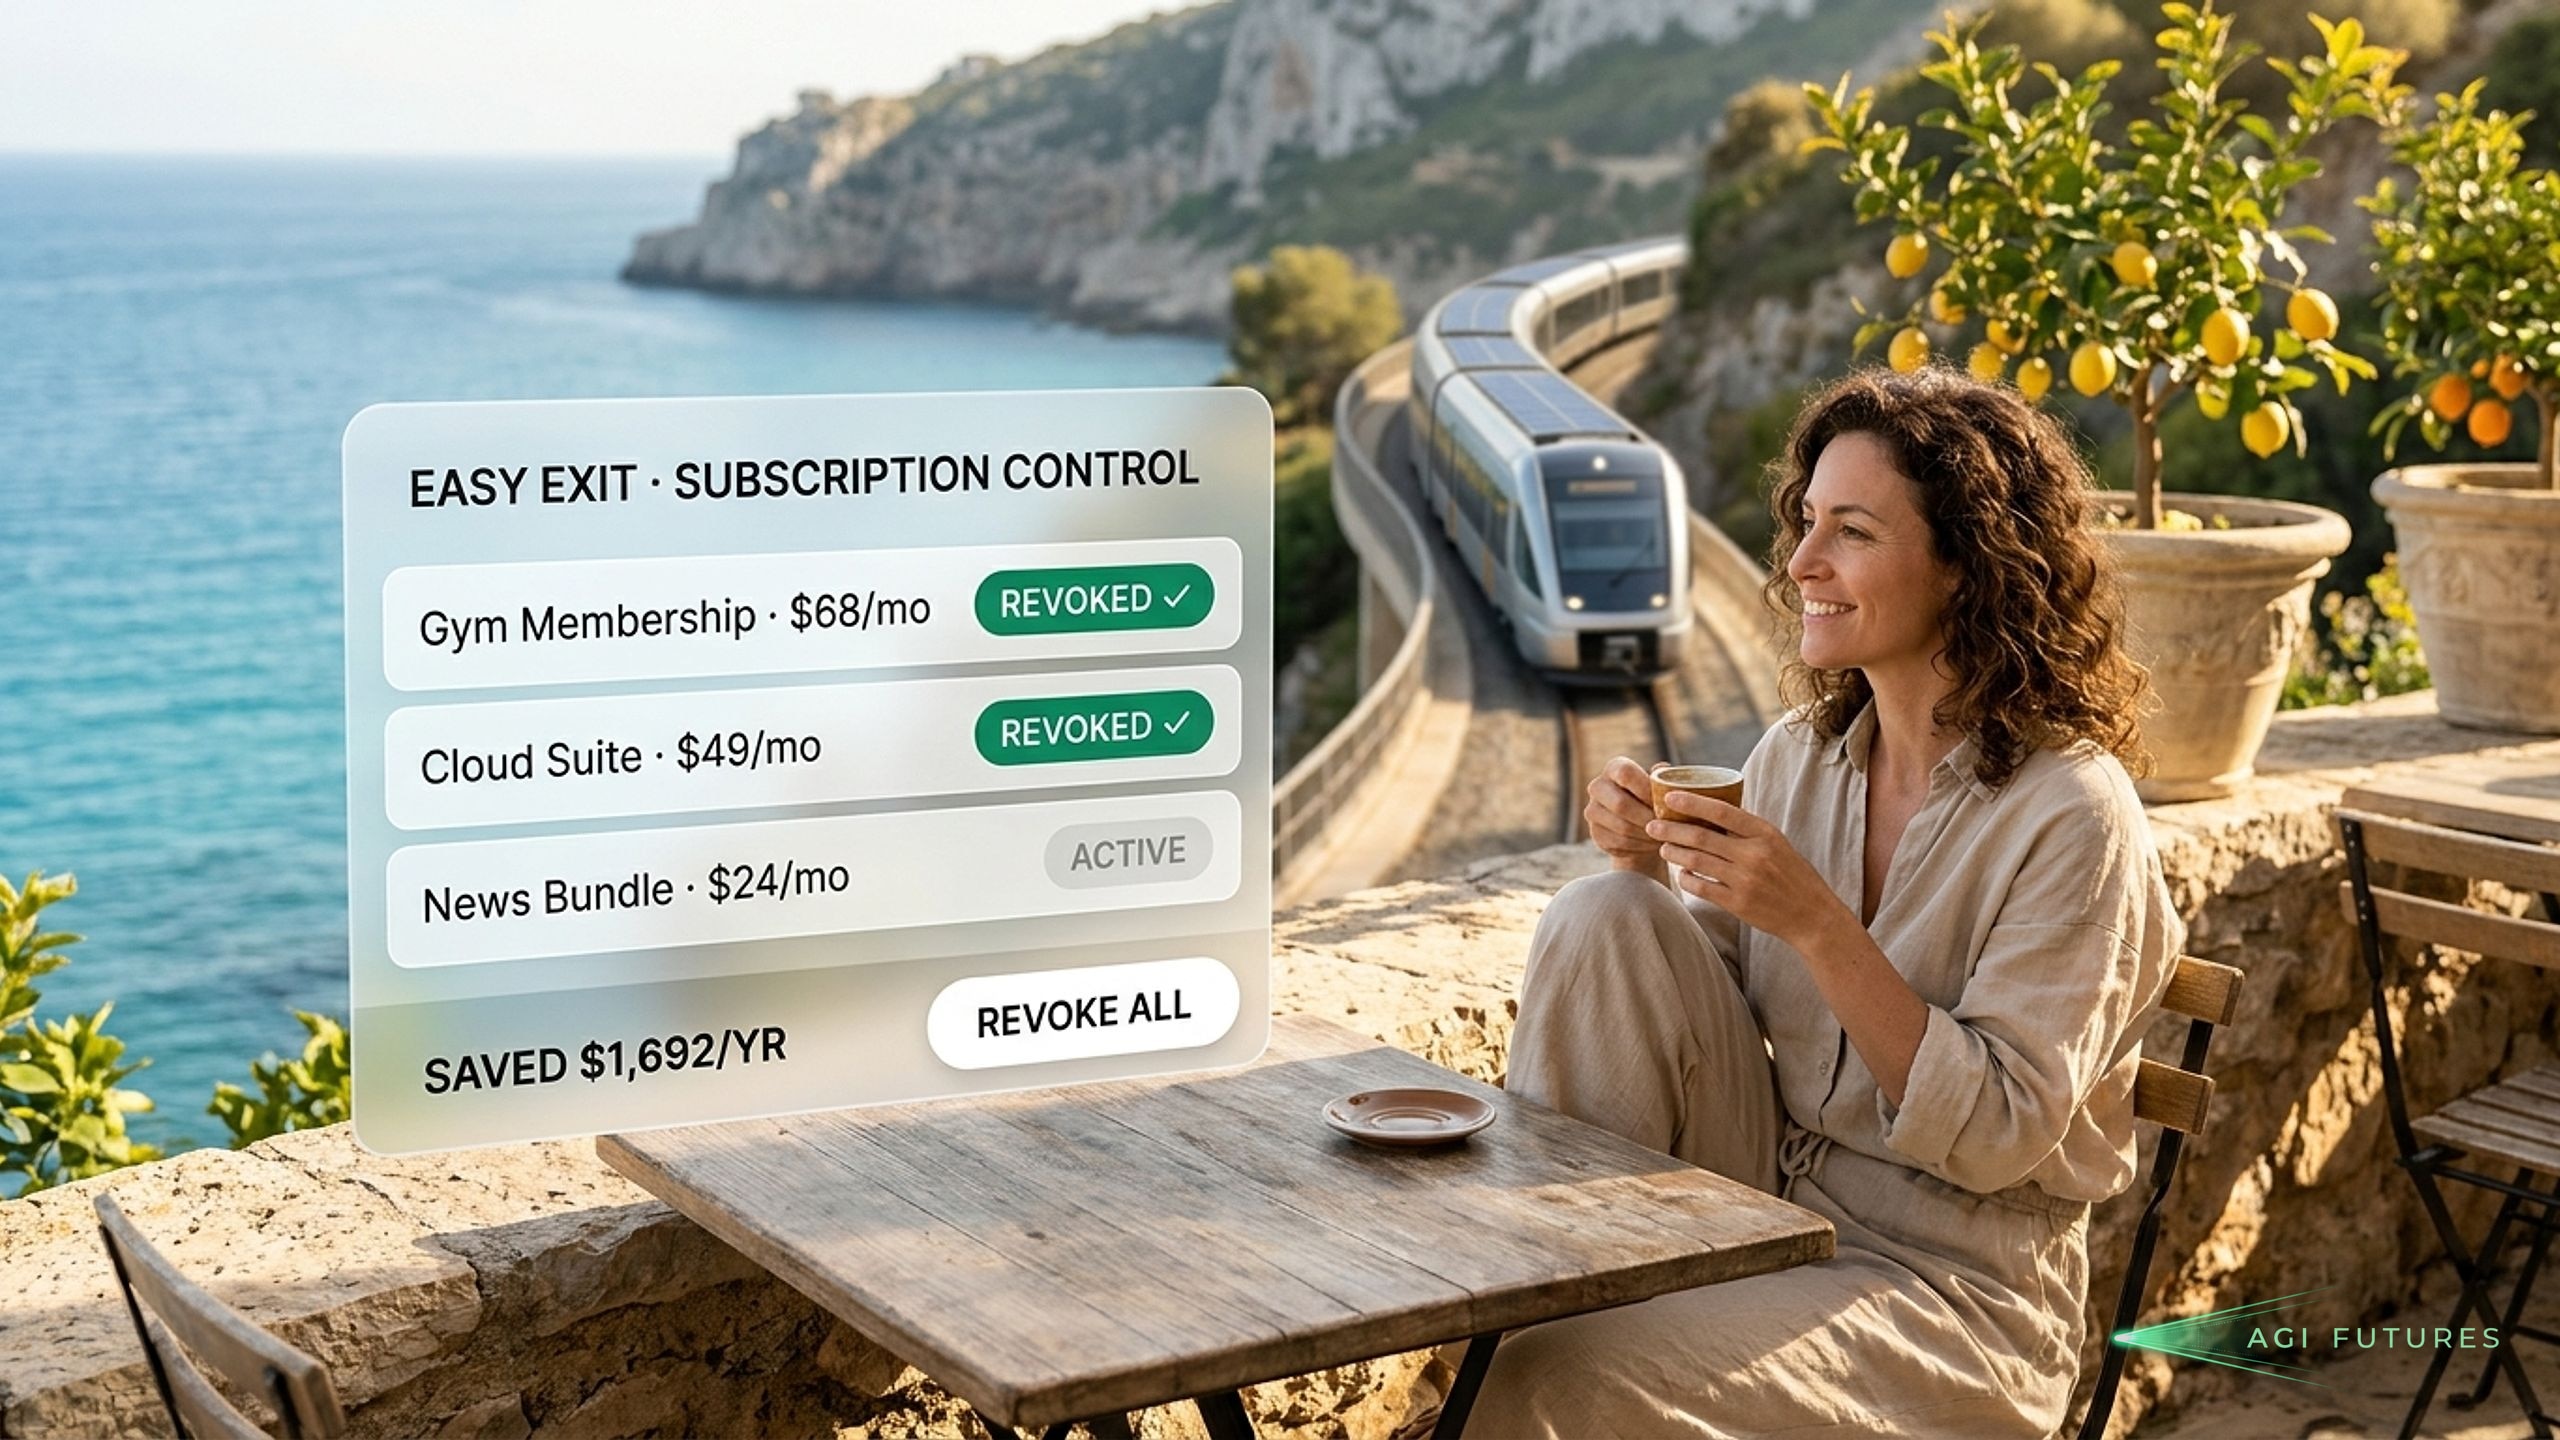 EASY EXIT · SUBSCRIPTION CONTROL
Gym Membership · $68/mo
REVOKED ✓
Cloud Suite · $49/mo
REVOKED ✓
News Bundle · $24/mo
ACTIVE
SAVED $1,692/YR
REVOKE ALL
AGI FUTURES